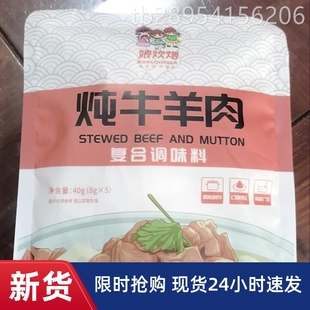 tb28954156206
炖牛羊肉
STEWED BEEF AND MUTTON
复合调味料
净含量:40g(8g×5)
新货
限时抢购 现货24小时速发